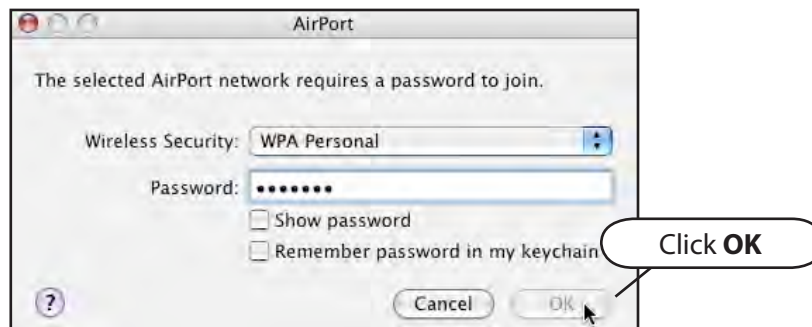 AirPort
The selected AirPort network requires a password to join.
Wireless Security: WPA Personal
Password: •••••••
Show password
Remember password in my keychain
Click OK
? Cancel OK